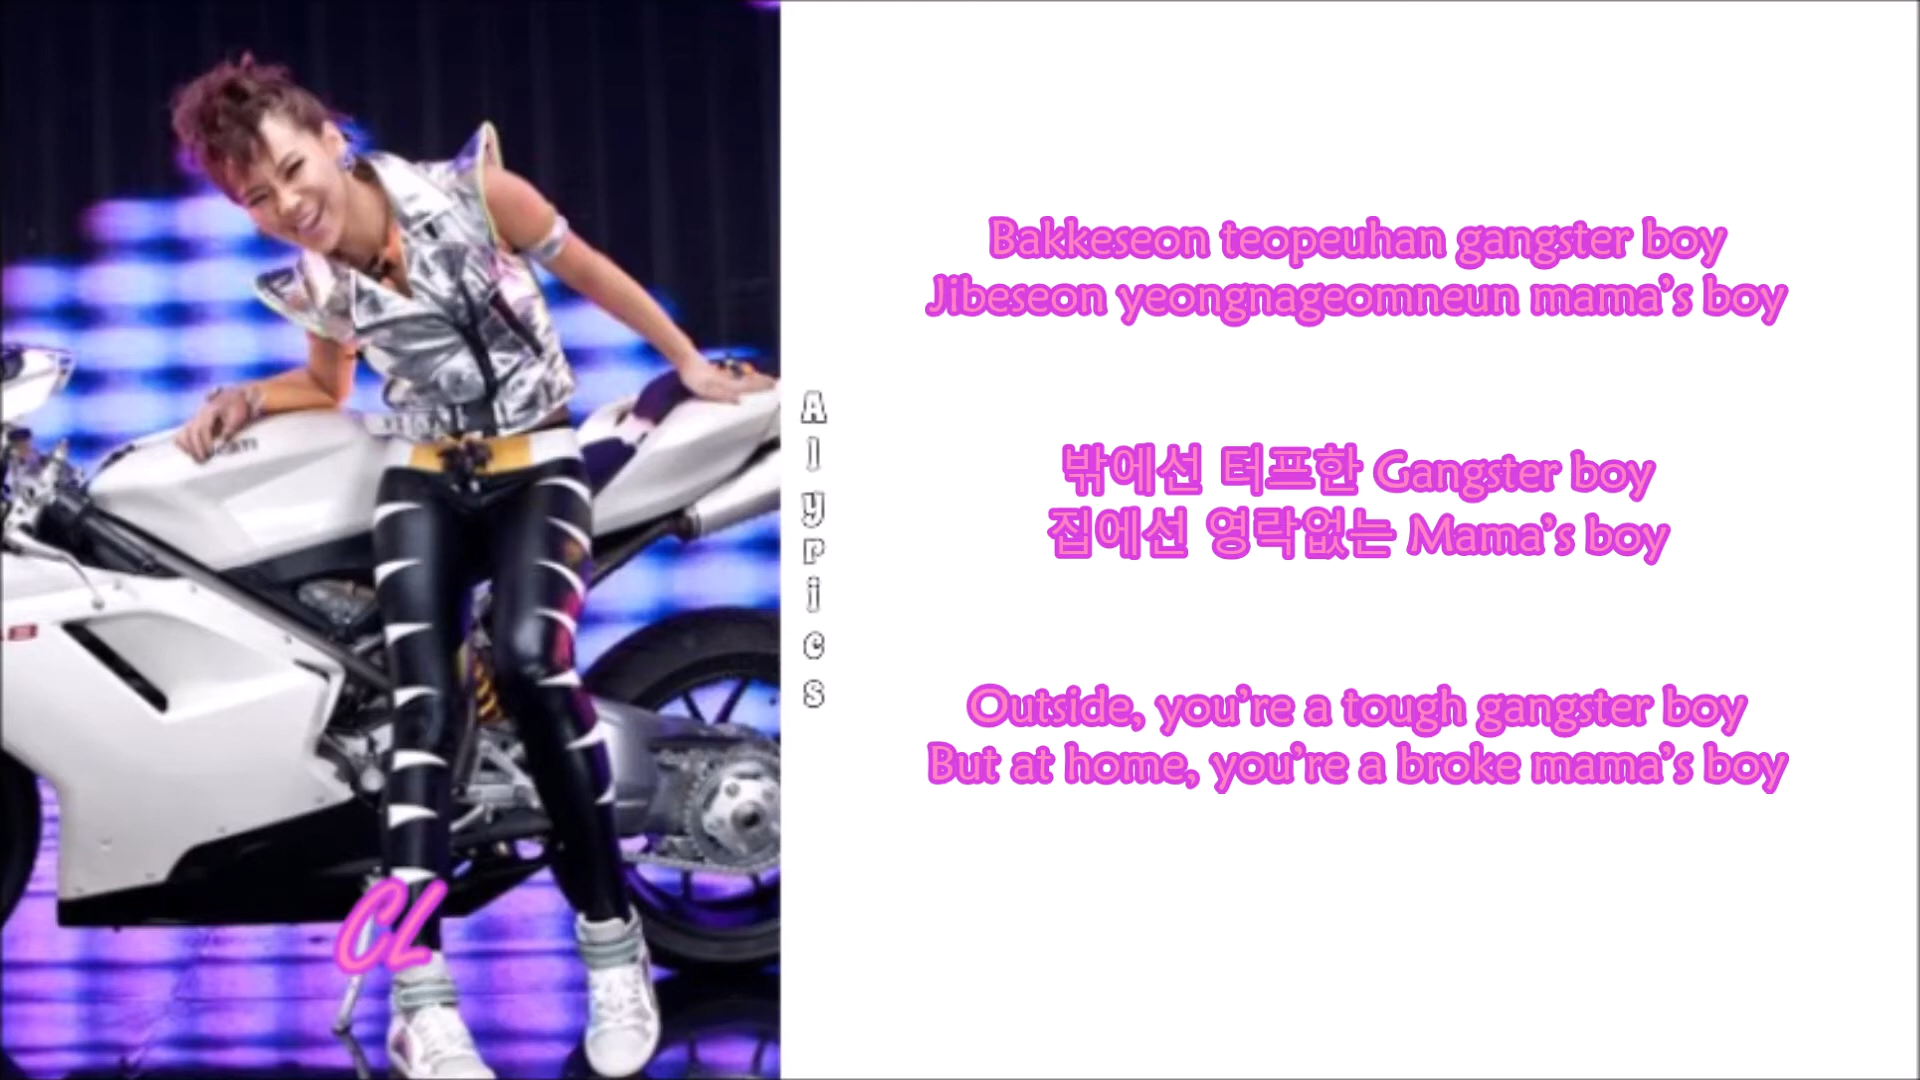 Bakkeseon teopeuhan gangster boy
Jibeseon yeongnageomneun mama's boy
밖에선 터프한 Gangster boy
집에선 영락없는 Mama's boy
Outside, you're a tough gangster boy
But at home, you're a broke mama's boy
Alyrics
CL